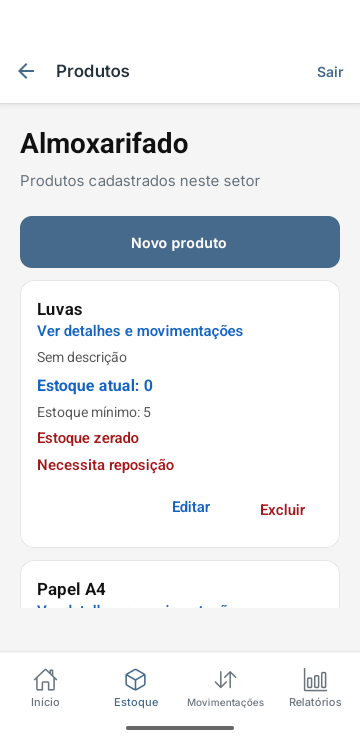 Produtos
Sair
Almoxarifado
Produtos cadastrados neste setor
Novo produto
Luvas
Ver detalhes e movimentações
Sem descrição
Estoque atual: 0
Estoque mínimo: 5
Estoque zerado
Necessita reposição
Editar
Excluir
Papel A4
Início
Estoque
Movimentações
Relatórios